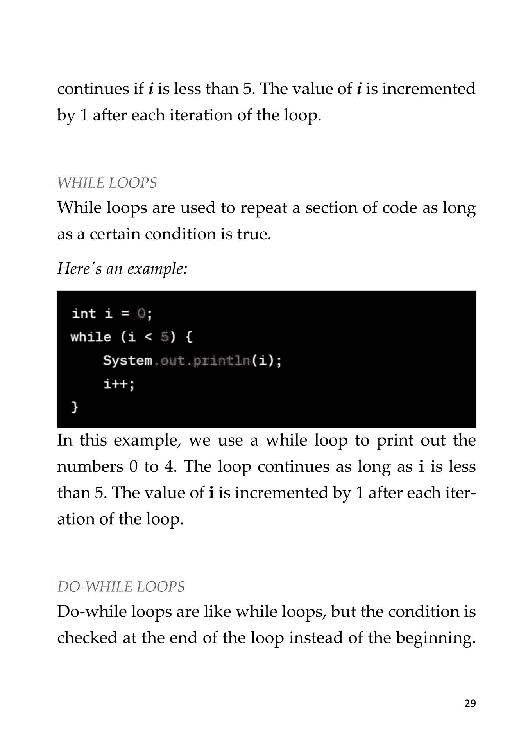 continues if i is less than 5. The value of i is incremented
by 1 after each iteration of the loop.
WHILE LOOPS
While loops are used to repeat a section of code as long
as a certain condition is true.
Here´s an example:
int i = 0;
while (i < 5) {
    System.out.println(i);
    i++;
}
In this example, we use a while loop to print out the
numbers 0 to 4. The loop continues as long as i is less
than 5. The value of i is incremented by 1 after each iter-
ation of the loop.
DO-WHILE LOOPS
Do-while loops are like while loops, but the condition is
checked at the end of the loop instead of the beginning.
29